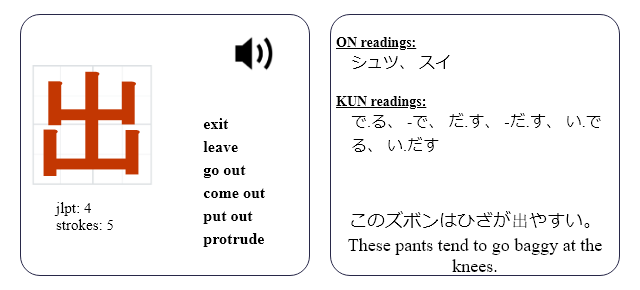 出
exit
leave
go out
come out
put out
protrude
jlpt: 4
strokes: 5
ON readings:
シュツ、 スイ
KUN readings:
で.る、 -で、 だ.す、 -だ.す、 い.で
る、 い.だす
このズボンはひざが出やすい。
These pants tend to go baggy at the
knees.